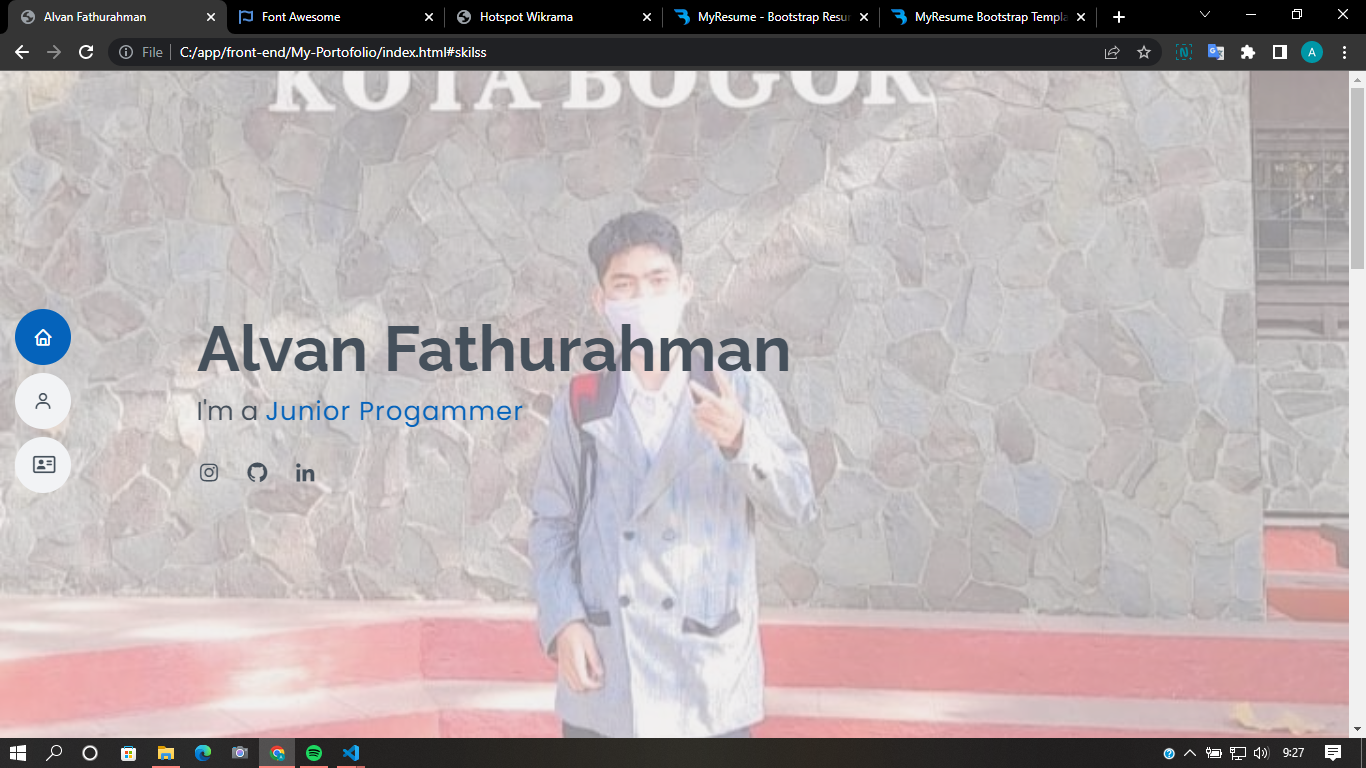 Alvan Fathurahman
Font Awesome
Hotspot Wikrama
MyResume - Bootstrap Resu
MyResume Bootstrap Templa
File
C:/app/front-end/My-Portofolio/index.html#skilss
A
KOTA BOGOR
Alvan Fathurahman
I'm a Junior Progammer
9:27